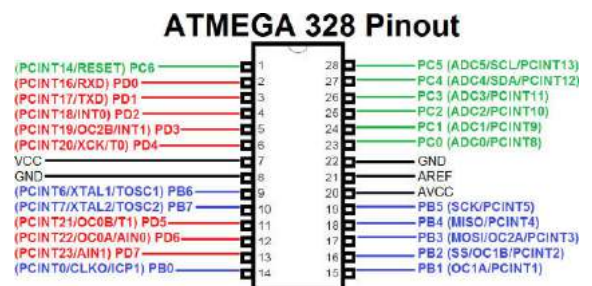 ATMEGA 328 Pinout
(PCINT14/RESET) PC6 1 28 PC5 (ADC5/SCL/PCINT13)
(PCINT16/RXD) PD0 2 27 PC4 (ADC4/SDA/PCINT12)
(PCINT17/TXD) PD1 3 26 PC3 (ADC3/PCINT11)
(PCINT18/INT0) PD2 4 25 PC2 (ADC2/PCINT10)
(PCINT19/OC2B/INT1) PD3 5 24 PC1 (ADC1/PCINT9)
(PCINT20/XCK/T0) PD4 6 23 PC0 (ADC0/PCINT8)
VCC 7 22 GND
GND 8 21 AREF
(PCINT6/XTAL1/TOSC1) PB6 9 20 AVCC
(PCINT7/XTAL2/TOSC2) PB7 10 19 PB5 (SCK/PCINT5)
(PCINT21/OC0B/T1) PD5 11 18 PB4 (MISO/PCINT4)
(PCINT22/OC0A/AIN0) PD6 12 17 PB3 (MOSI/OC2A/PCINT3)
(PCINT23/AIN1) PD7 13 16 PB2 (SS/OC1B/PCINT2)
(PCINT0/CLKO/ICP1) PB0 14 15 PB1 (OC1A/PCINT1)